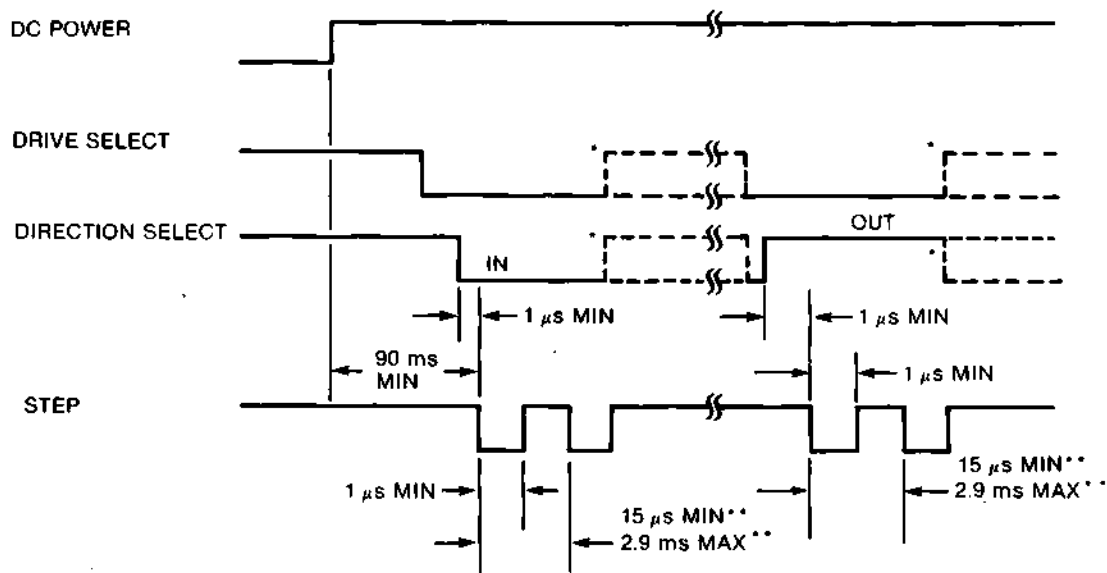 DC POWER
DRIVE SELECT
* *
DIRECTION SELECT
OUT
* *
IN
1 μs MIN
1 μs MIN
90 ms
MIN
1 μs MIN
STEP
1 μs MIN
15 μs MIN**
2.9 ms MAX**
15 μs MIN**
2.9 ms MAX**